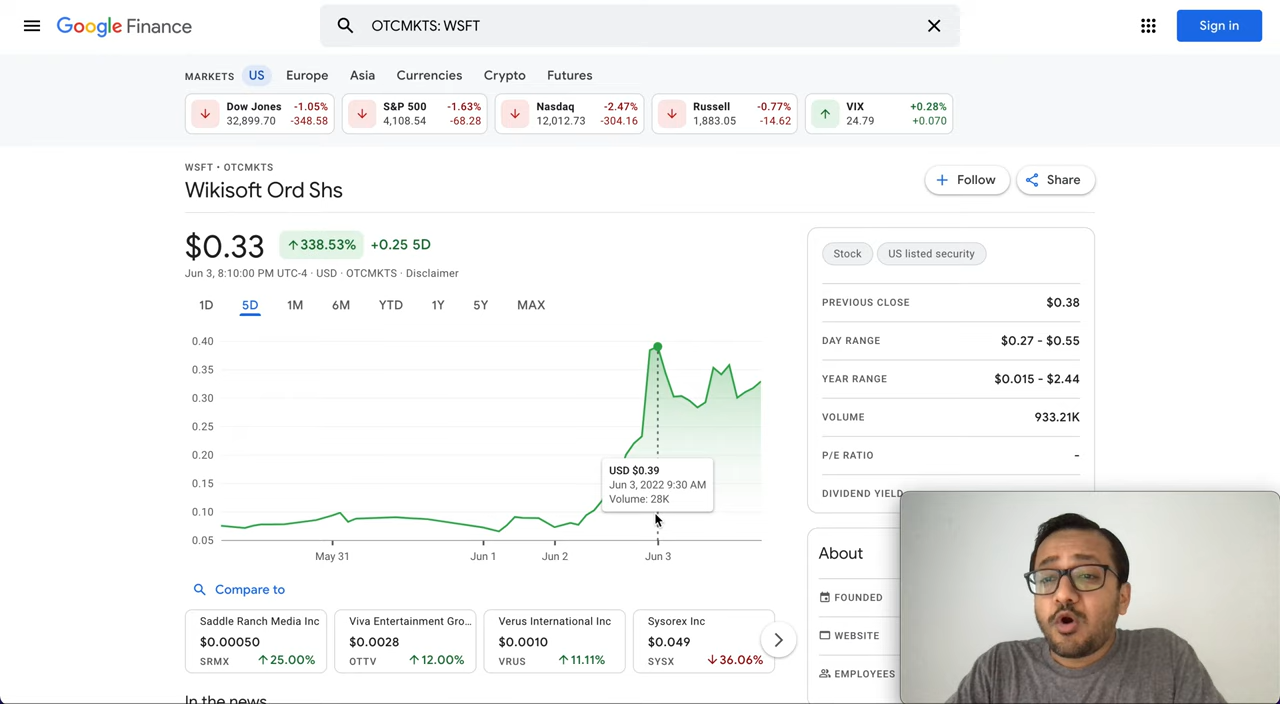 Google Finance
OTCMKTS: WSFT
Sign in
MARKETS US Europe Asia Currencies Crypto Futures
Dow Jones -1.05%
32,899.70 -348.58
S&P 500 -1.63%
4,108.54 -68.28
Nasdaq -2.47%
12,012.73 -304.16
Russell -0.77%
1,883.05 -14.62
VIX +0.28%
24.79 +0.070
WSFT • OTCMKTS
Wikisoft Ord Shs
Follow
Share
$0.33 338.53% +0.25 5D
Jun 3, 8:10:00 PM UTC-4 · USD · OTCMKTS · Disclaimer
1D 5D 1M 6M YTD 1Y 5Y MAX
0.40
0.35
0.30
0.25
0.20
0.15
0.10
0.05
USD $0.39
Jun 3, 2022 9:30 AM
Volume: 28K
May 31 Jun 1 Jun 2 Jun 3
Stock US listed security
PREVIOUS CLOSE $0.38
DAY RANGE $0.27 - $0.55
YEAR RANGE $0.015 - $2.44
VOLUME 933.21K
P/E RATIO -
DIVIDEND YIELD
About
FOUNDED
WEBSITE
EMPLOYEES
Compare to
Saddle Ranch Media Inc
$0.00050
SRMX 25.00%
Viva Entertainment Gro...
$0.0028
OTTV 12.00%
Verus International Inc
$0.0010
VRUS 11.11%
Sysorex Inc
$0.049
SYSX 36.06%
In the news